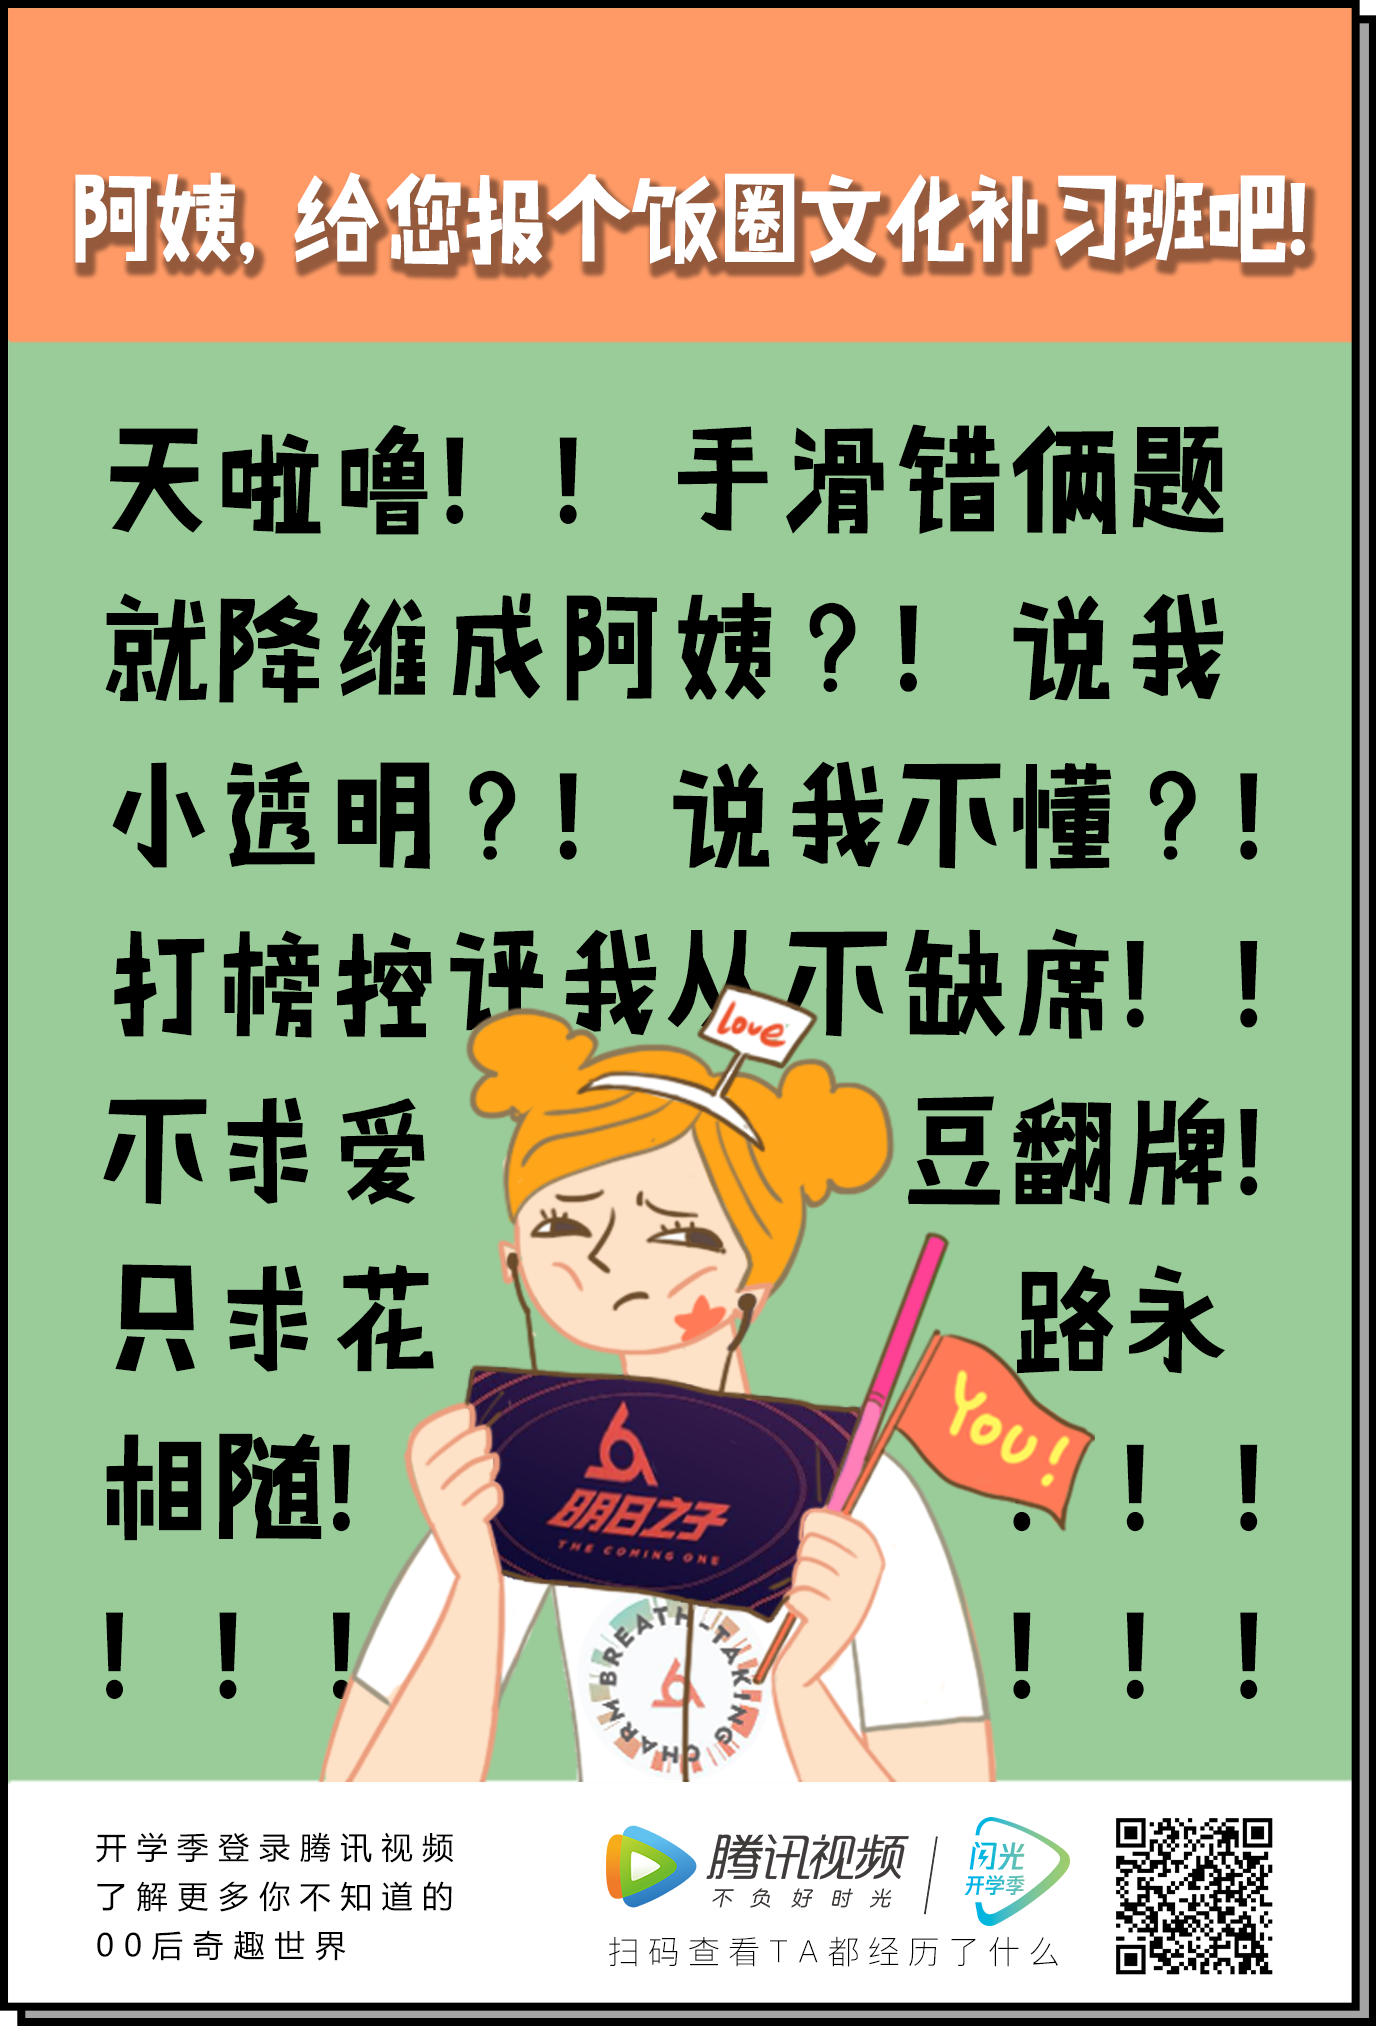 阿姨,给您报个饭圈文化补习班吧!
天啦噜!！手滑错俩题
就降维成阿姨？！说我
小透明？！说我不懂？！
打榜控评我从不缺席!！
不求爱豆翻牌!
只求花路永
相随!！！！
！！！！！！
love
YOU!
明日之子
THE COMING ONE
BREATH-TAKING CHARM
开学季登录腾讯视频
了解更多你不知道的
00后奇趣世界
腾讯视频
不负好时光
闪光
开学季
扫码查看TA都经历了什么